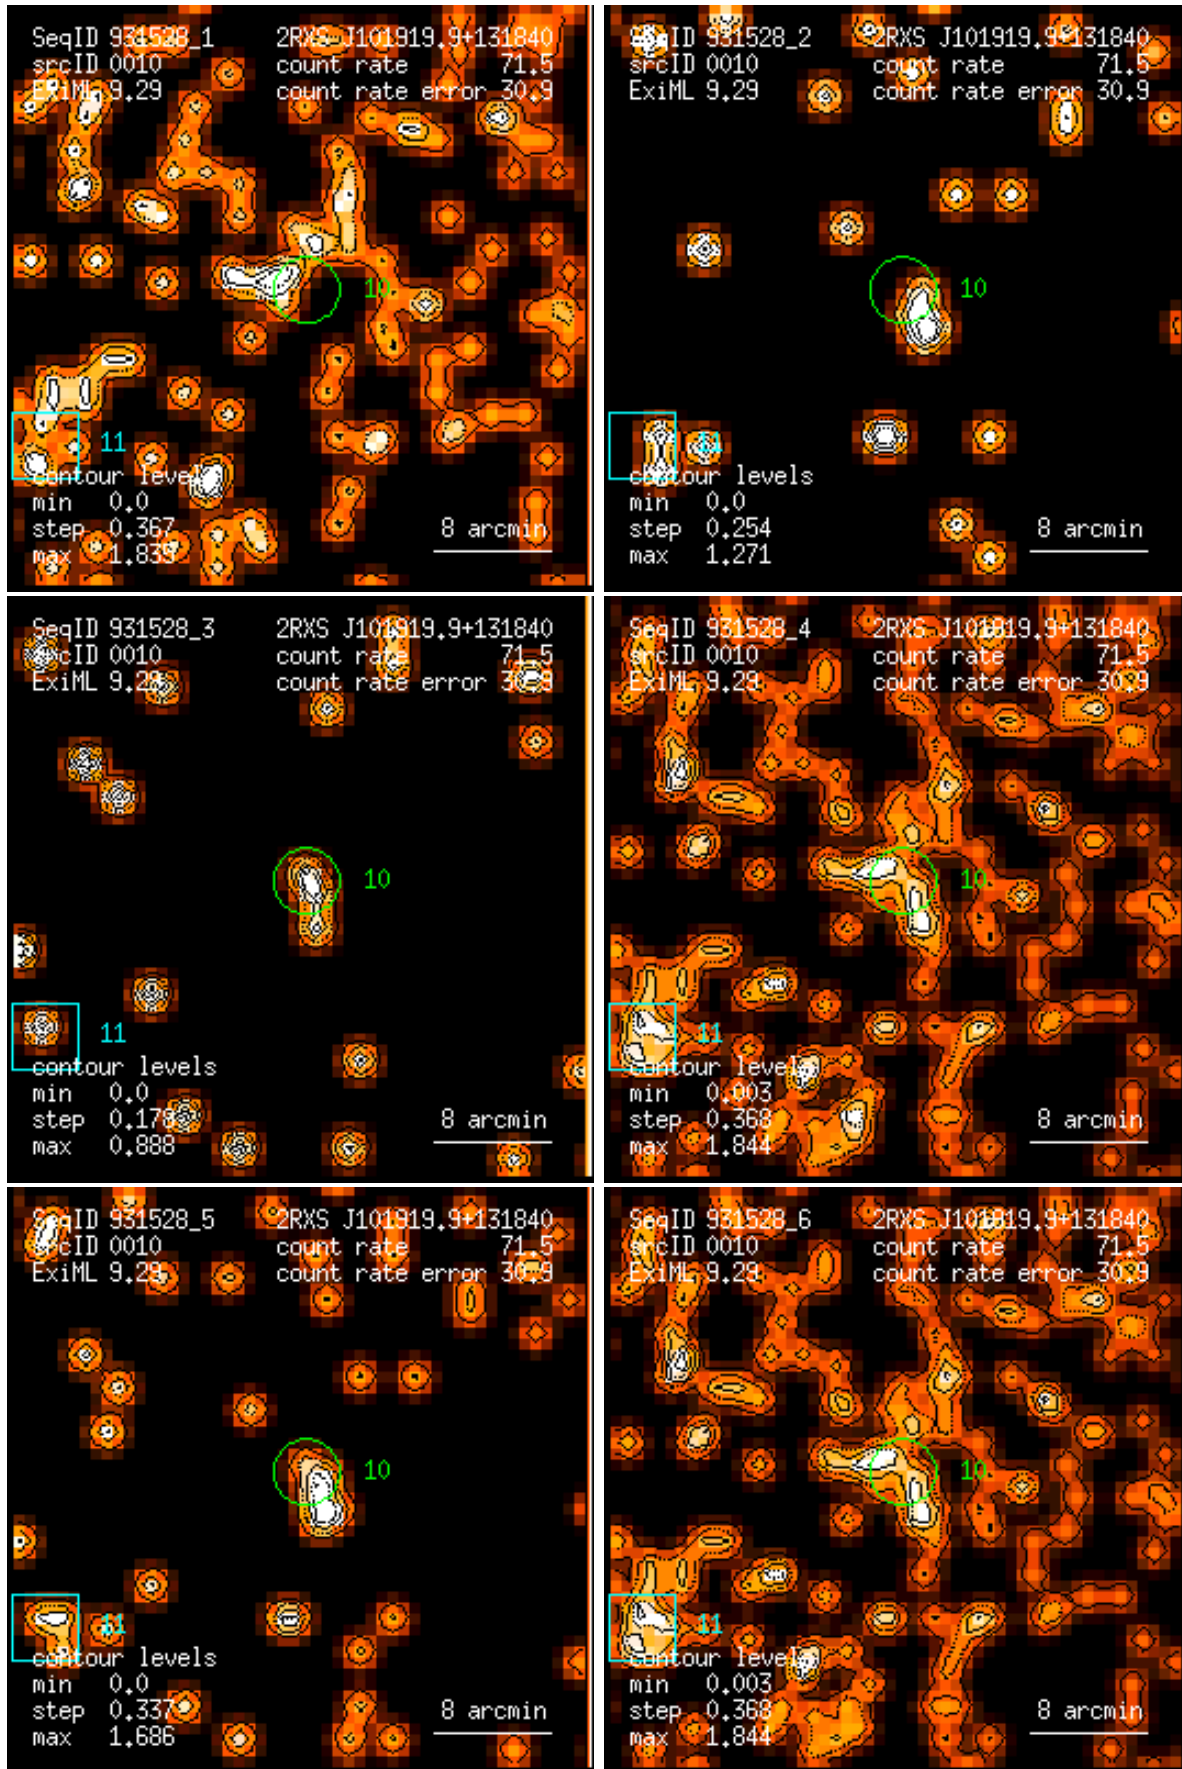 SeqID 931528_1 2RXS J101919.9+131840
srcID 0010 count rate 71.5
ExiML 9.29 count rate error 30.9
10
11
contour levels
min 0.0
step 0.367
max 1.839
8 arcmin
SeqID 931528_2 2RXS J101919.9+131840
srcID 0010 count rate 71.5
ExiML 9.29 count rate error 30.9
10
11
contour levels
min 0.0
step 0.254
max 1.271
8 arcmin
SeqID 931528_3 2RXS J101919.9+131840
srcID 0010 count rate 71.5
ExiML 9.29 count rate error 30.9
10
11
contour levels
min 0.0
step 0.178
max 0.888
8 arcmin
SeqID 931528_4 2RXS J101919.9+131840
srcID 0010 count rate 71.5
ExiML 9.29 count rate error 30.9
10
11
contour levels
min 0.003
step 0.368
max 1.844
8 arcmin
SeqID 931528_5 2RXS J101919.9+131840
srcID 0010 count rate 71.5
ExiML 9.29 count rate error 30.9
10
11
contour levels
min 0.0
step 0.337
max 1.686
8 arcmin
SeqID 931528_6 2RXS J101919.9+131840
srcID 0010 count rate 71.5
ExiML 9.29 count rate error 30.9
10
11
contour levels
min 0.003
step 0.368
max 1.844
8 arcmin